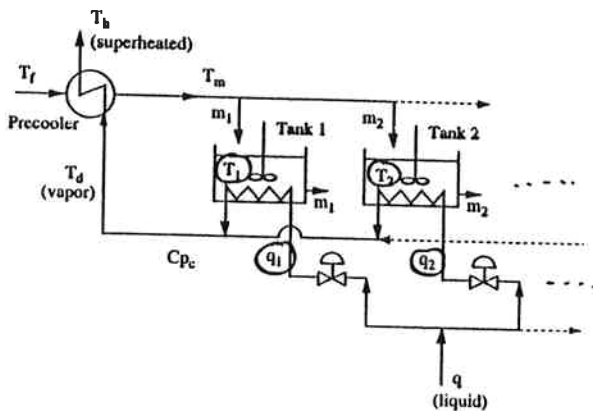 T_h
(superheated)
T_f
T_m
Precooler
m_1
Tank 1
m_2
Tank 2
T_d
(vapor)
T_1
T_2
m_1
m_2
Cp_c
q_1
q_2
q
(liquid)